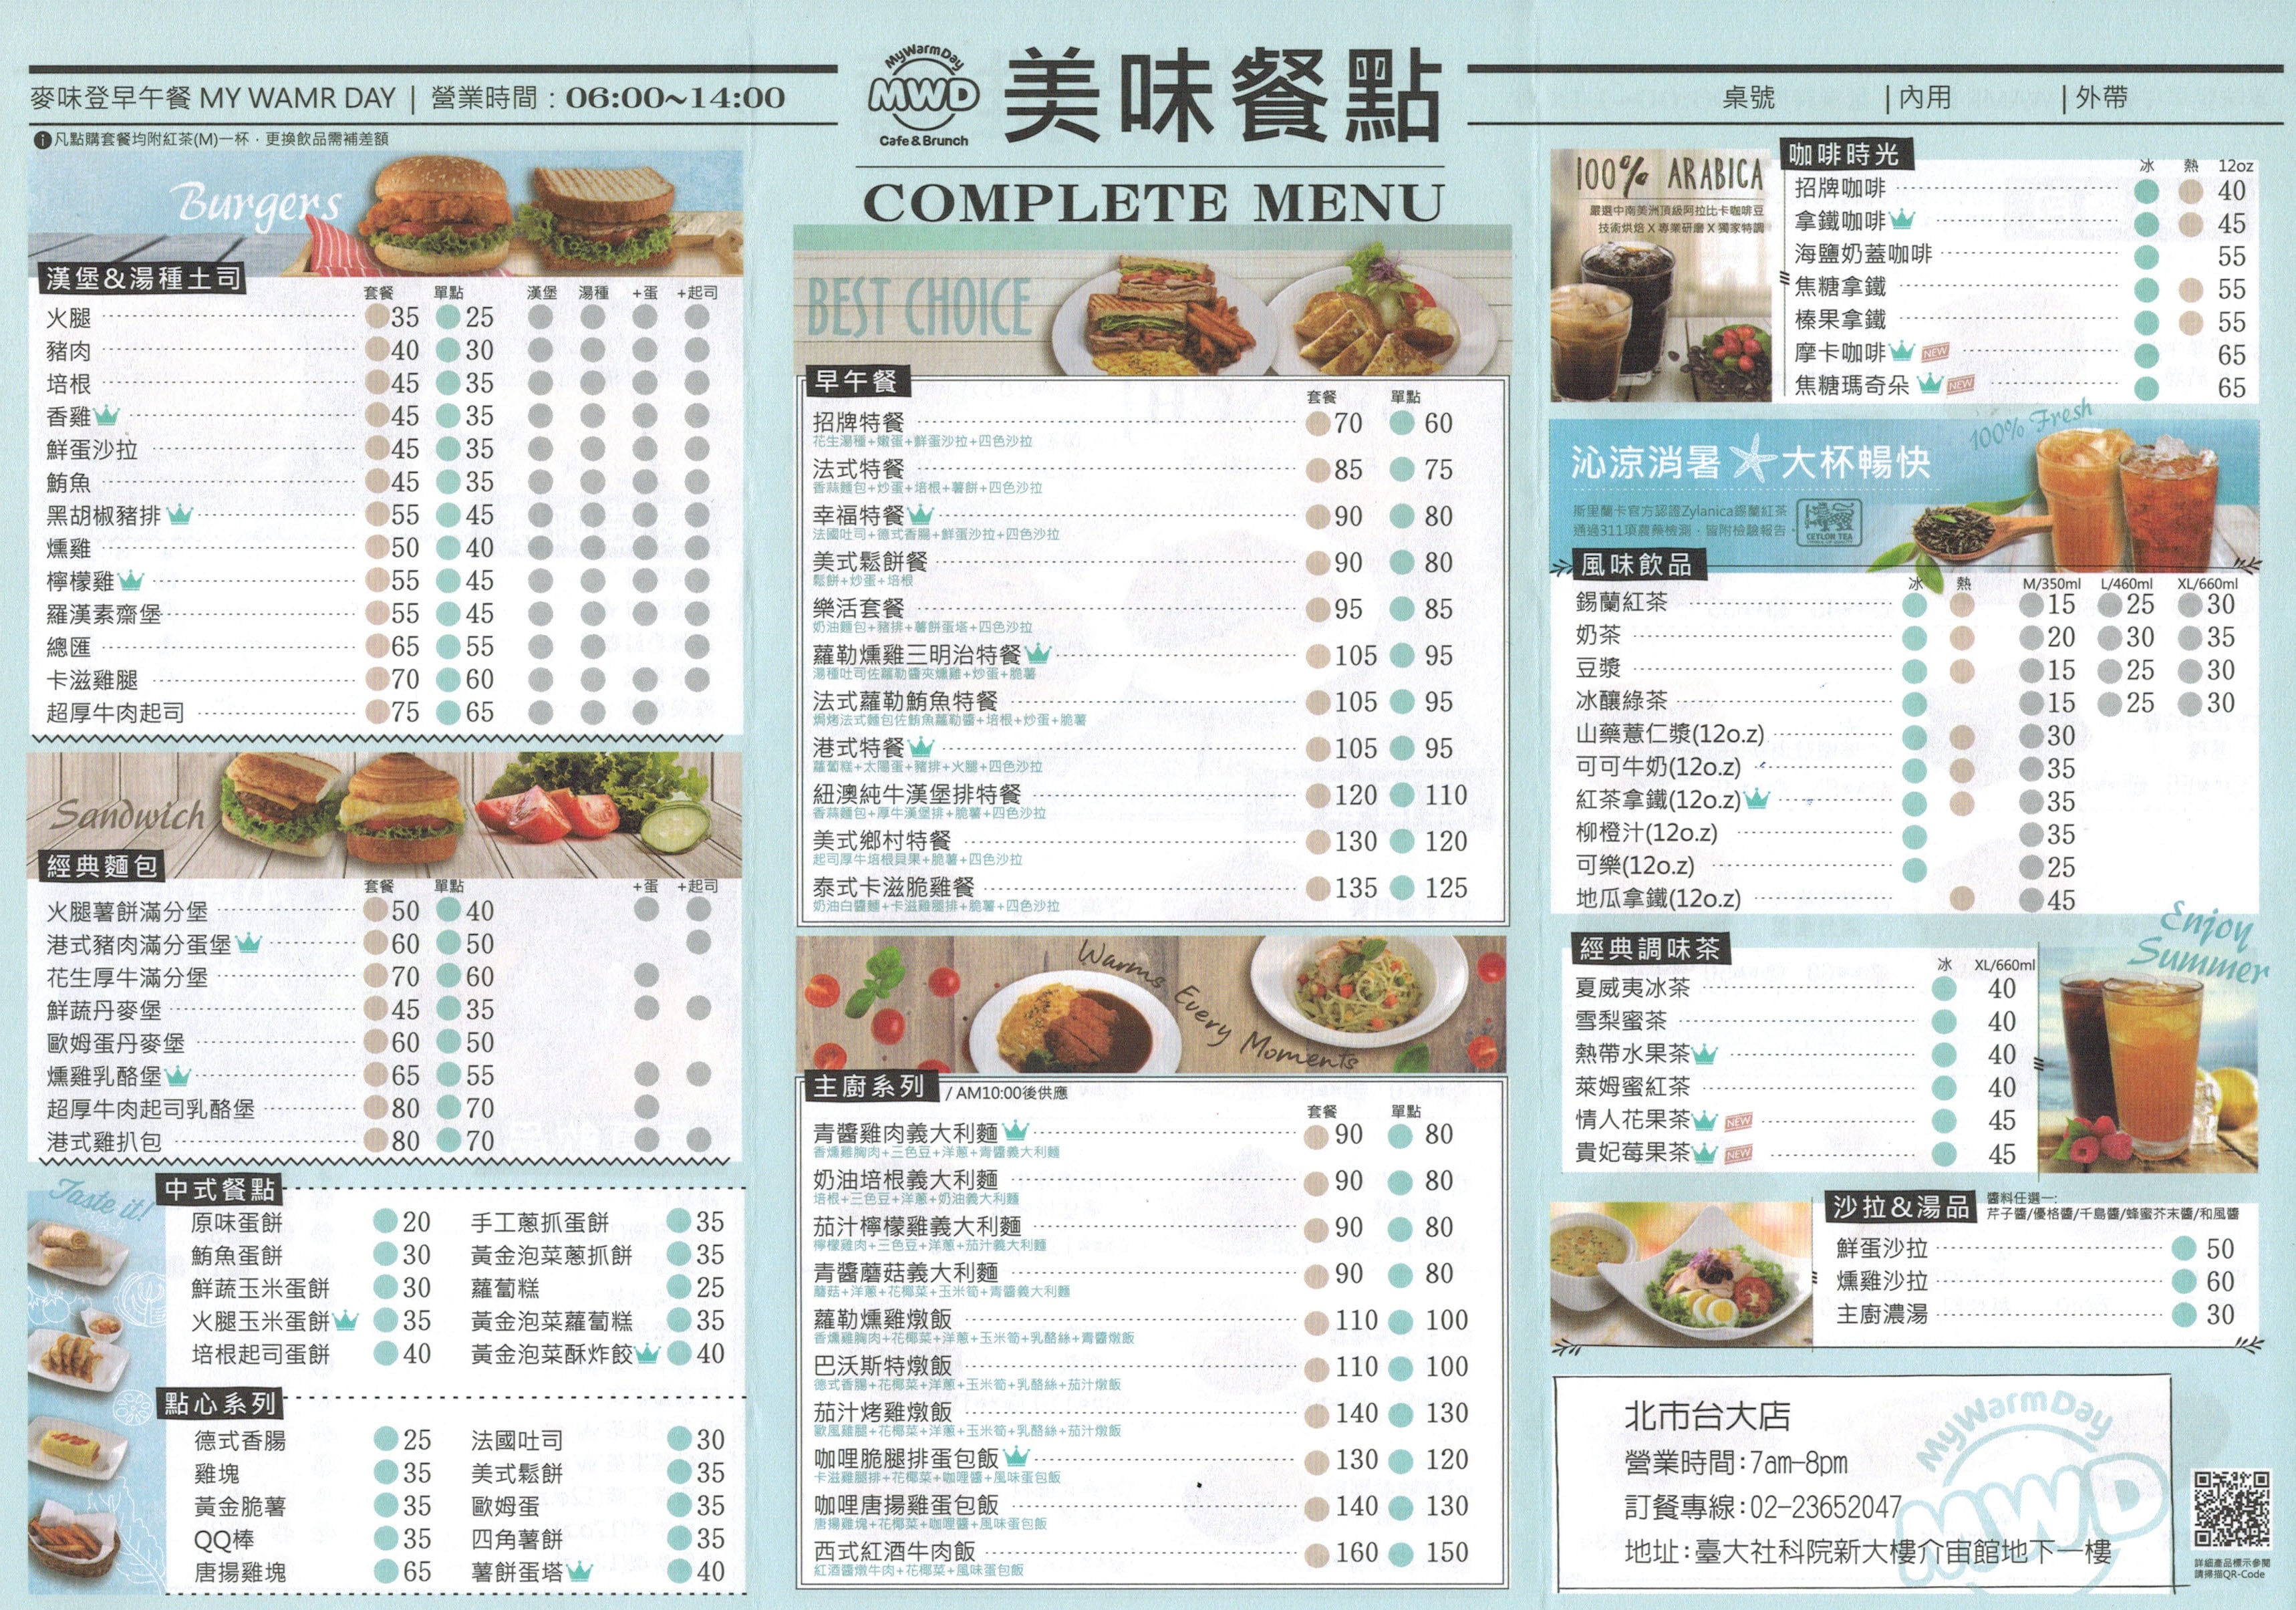 麥味登早午餐 MY WAMR DAY | 營業時間：06:00~14:00
MyWarmDay
MWD
Cafe & Brunch
美味餐點
COMPLETE MENU
桌號 |內用 |外帶
凡點購套餐均附紅茶(M)一杯．更換飲品需補差額
Burgers
漢堡&湯種土司
套餐 單點 漢堡 湯種 +蛋 +起司
火腿 35 25
豬肉 40 30
培根 45 35
香雞 45 35
鮮蛋沙拉 45 35
鮪魚 45 35
黑胡椒豬排 55 45
燻雞 50 40
檸檬雞 55 45
羅漢素齋堡 55 45
總匯 65 55
卡滋雞腿 70 60
超厚牛肉起司 75 65
Sandwich
經典麵包
套餐 單點 +蛋 +起司
火腿薯餅滿分堡 50 40
港式豬肉滿分蛋堡 60 50
花生厚牛滿分堡 70 60
鮮蔬丹麥堡 45 35
歐姆蛋丹麥堡 60 50
燻雞乳酪堡 65 55
超厚牛肉起司乳酪堡 80 70
港式雞扒包 80 70
Taste it!
中式餐點
原味蛋餅 20 手工蔥抓蛋餅 35
鮪魚蛋餅 30 黃金泡菜蔥抓餅 35
鮮蔬玉米蛋餅 30 蘿蔔糕 25
火腿玉米蛋餅 35 黃金泡菜蘿蔔糕 35
培根起司蛋餅 40 黃金泡菜酥炸餃 40
點心系列
德式香腸 25 法國吐司 30
雞塊 35 美式鬆餅 35
黃金脆薯 35 歐姆蛋 35
QQ棒 35 四角薯餅 35
唐揚雞塊 65 薯餅蛋塔 40
BEST CHOICE
早午餐
套餐 單點
招牌特餐 70 60
花生湯種+嫩蛋+鮮蛋沙拉+四色沙拉
法式特餐 85 75
香蒜麵包+炒蛋+培根+薯餅+四色沙拉
幸福特餐 90 80
法國吐司+德式香腸+鮮蛋沙拉+四色沙拉
美式鬆餅餐 90 80
鬆餅+炒蛋+培根
樂活套餐 95 85
奶油麵包+豬排+薯餅蛋塔+四色沙拉
蘿勒燻雞三明治特餐 105 95
湯種吐司佐蘿勒醬夾燻雞+炒蛋+脆薯
法式蘿勒鮪魚特餐 105 95
焗烤法式麵包佐鮪魚蘿勒醬+培根+炒蛋+脆薯
港式特餐 105 95
蘿蔔糕+太陽蛋+豬排+火腿+四色沙拉
紐澳純牛漢堡排特餐 120 110
香蒜麵包+厚牛漢堡排+脆薯+四色沙拉
美式鄉村特餐 130 120
起司厚牛培根貝果+脆薯+四色沙拉
泰式卡滋脆雞餐 135 125
奶油白醬麵+卡滋雞腿排+脆薯+四色沙拉
Warms Every Moments
主廚系列 / AM10:00後供應
套餐 單點
青醬雞肉義大利麵 90 80
香燻雞胸肉+三色豆+洋蔥+青醬義大利麵
奶油培根義大利麵 90 80
培根+三色豆+洋蔥+奶油義大利麵
茄汁檸檬雞義大利麵 90 80
檸檬雞肉+三色豆+洋蔥+茄汁義大利麵
青醬蘑菇義大利麵 90 80
蘑菇+洋蔥+花椰菜+玉米筍+青醬義大利麵
蘿勒燻雞燉飯 110 100
香燻雞胸肉+花椰菜+洋蔥+玉米筍+乳酪絲+青醬燉飯
巴沃斯特燉飯 110 100
德式香腸+花椰菜+洋蔥+玉米筍+乳酪絲+茄汁燉飯
茄汁烤雞燉飯 140 130
歐風雞腿+花椰菜+洋蔥+玉米筍+乳酪絲+茄汁燉飯
咖哩脆腿排蛋包飯 130 120
卡滋雞腿排+花椰菜+咖哩醬+風味蛋包飯
咖哩唐揚雞蛋包飯 140 130
唐揚雞塊+花椰菜+咖哩醬+風味蛋包飯
西式紅酒牛肉飯 160 150
紅酒醬燉牛肉+花椰菜+風味蛋包飯
100% ARABICA
嚴選中南美洲頂級阿拉比卡咖啡豆
技術烘焙 X 專業研磨 X 獨家特調
咖啡時光
冰 熱 12oz
招牌咖啡 40
拿鐵咖啡 45
海鹽奶蓋咖啡 55
焦糖拿鐵 55
榛果拿鐵 55
摩卡咖啡 NEW 65
焦糖瑪奇朵 NEW 65
沁涼消暑 大杯暢快
100% Fresh
斯里蘭卡官方認證Zylanica錫蘭紅茶
通過311項農藥檢測．皆附檢驗報告．
CEYLON TEA
風味飲品
冰 熱 M/350ml L/460ml XL/660ml
錫蘭紅茶 15 25 30
奶茶 20 30 35
豆漿 15 25 30
冰釀綠茶 15 25 30
山藥薏仁漿(12o.z) 30
可可牛奶(12o.z) 35
紅茶拿鐵(12o.z) 35
柳橙汁(12o.z) 35
可樂(12o.z) 25
地瓜拿鐵(12o.z) 45
Enjoy Summer
經典調味茶
冰 XL/660ml
夏威夷冰茶 40
雪梨蜜茶 40
熱帶水果茶 40
萊姆蜜紅茶 40
情人花果茶 NEW 45
貴妃莓果茶 NEW 45
沙拉&湯品
醬料任選一:
芹子醬/優格醬/千島醬/蜂蜜芥末醬/和風醬
鮮蛋沙拉 50
燻雞沙拉 60
主廚濃湯 30
北市台大店
營業時間:7am-8pm
訂餐專線:02-23652047
地址:臺大社科院新大樓介宙館地下一樓
MyWarmDay
MWD
詳細產品標示參閱
請掃描QR-Code